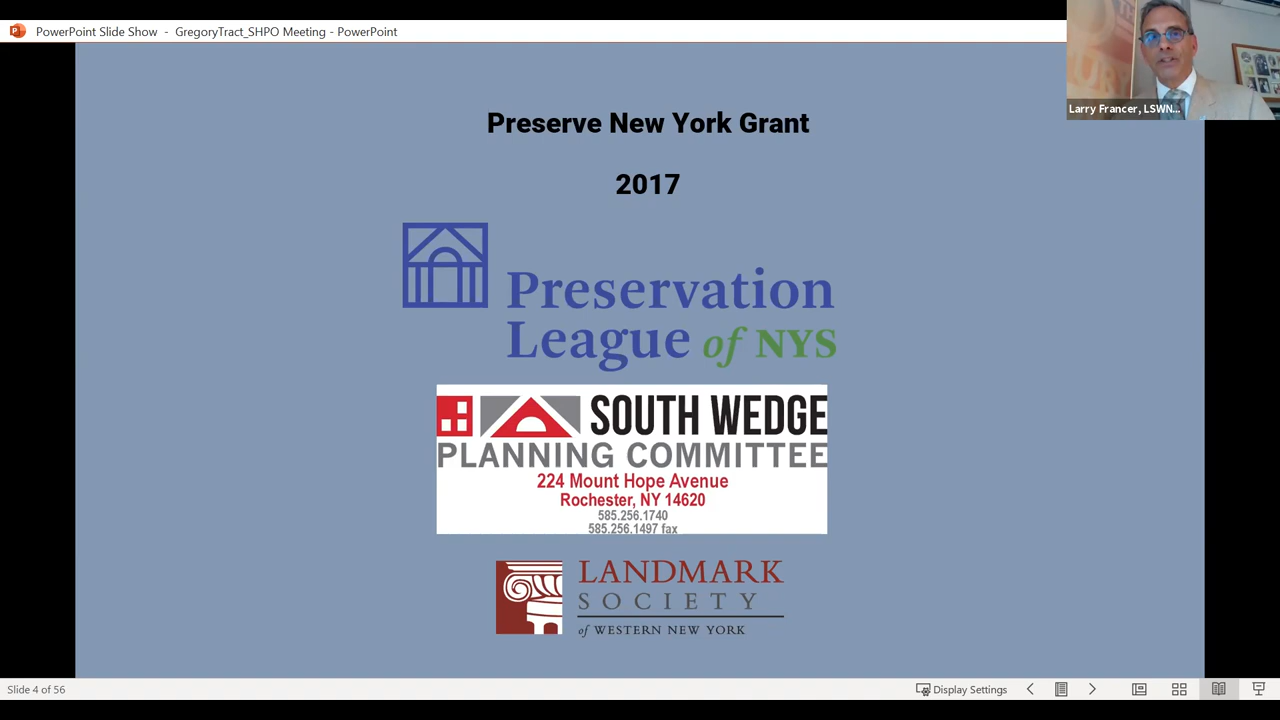 PowerPoint Slide Show - GregoryTract_SHPO Meeting - PowerPoint
Larry Francer, LSWN...
Preserve New York Grant
2017
Preservation
League of NYS
SOUTH WEDGE
PLANNING COMMITTEE
224 Mount Hope Avenue
Rochester, NY 14620
585.256.1740
585.256.1497 fax
LANDMARK
SOCIETY
of WESTERN NEW YORK
Slide 4 of 56
Display Settings